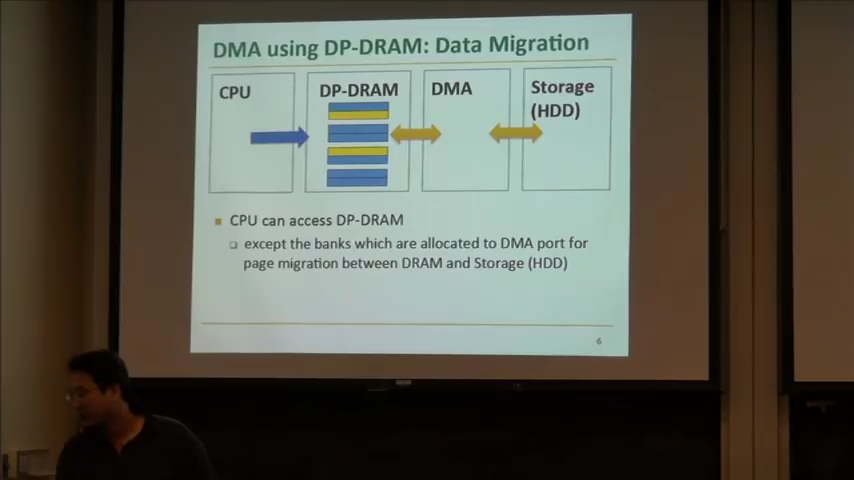 DMA using DP-DRAM: Data Migration
CPU
DP-DRAM
DMA
Storage
(HDD)
CPU can access DP-DRAM
except the banks which are allocated to DMA port for
page migration between DRAM and Storage (HDD)
6